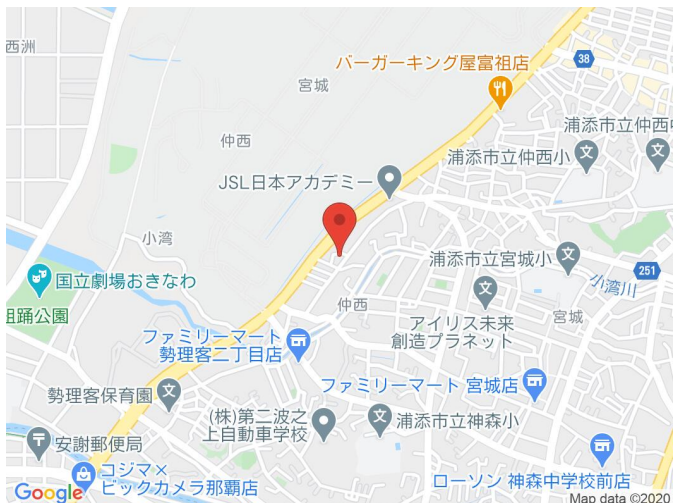 西洲
宮城
バーガーキング屋富祖店
38
仲西
浦添市立仲西小
JSL日本アカデミー
小湾
浦添市立宮城小
251
国立劇場おきなわ
小湾川
組踊公園
仲西
宮城
アイリス未来
創造プラネット
ファミリーマート
勢理客二丁目店
勢理客保育園
ファミリーマート 宮城店
(株)第二波之
上自動車学校
浦添市立神森小
安謝郵便局
コジマ×
ビックカメラ那覇店
ローソン 神森中学校前店
Google
Map data ©2020